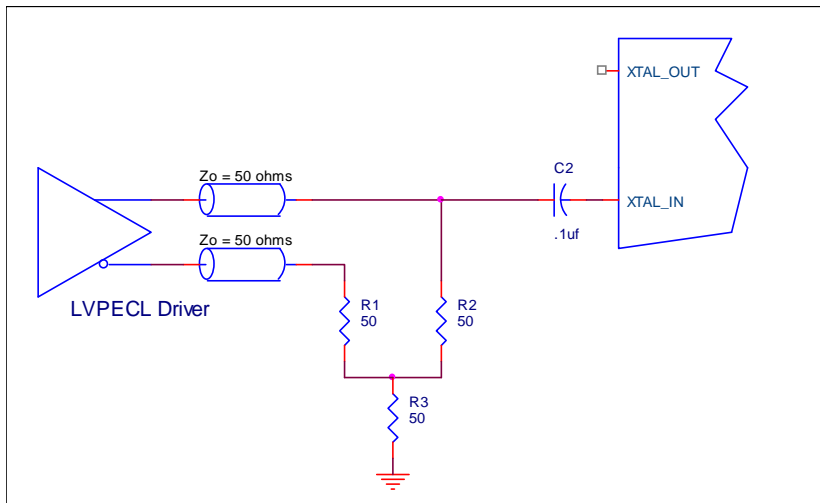 XTAL_OUT
Zo = 50 ohms
C2
XTAL_IN
.1uf
Zo = 50 ohms
LVPECL Driver
R1
50
R2
50
R3
50